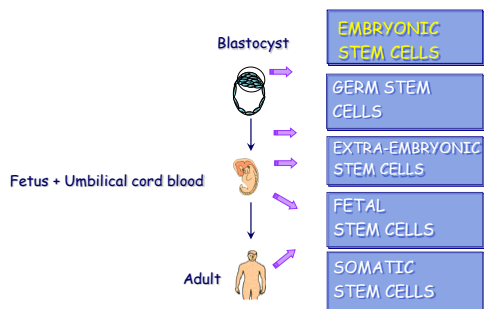 Blastocyst
EMBRYONIC
STEM CELLS
GERM STEM
CELLS
EXTRA-EMBRYONIC
STEM CELLS
Fetus + Umbilical cord blood
FETAL
STEM CELLS
Adult
SOMATIC
STEM CELLS